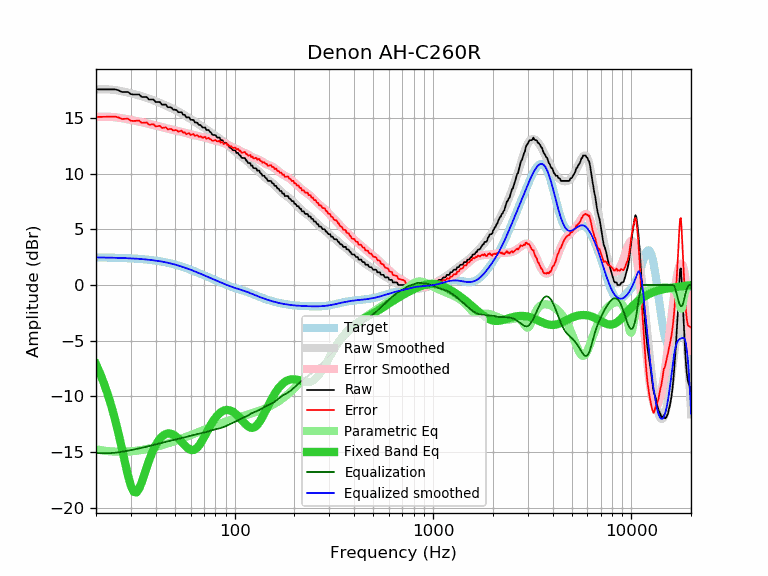 Denon AH-C260R
Amplitude (dBr)
15
10
5
0
−5
−10
−15
−20
Target
Raw Smoothed
Error Smoothed
Raw
Error
Parametric Eq
Fixed Band Eq
Equalization
Equalized smoothed
100
1000
10000
Frequency (Hz)